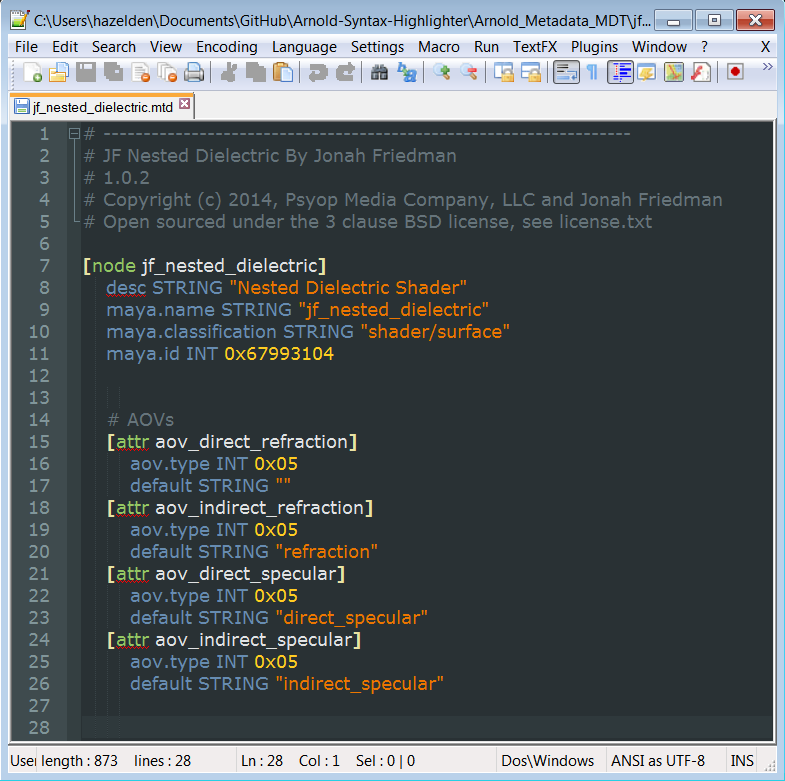 C:\Users\hazelden\Documents\GitHub\Arnold-Syntax-Highlighter\Arnold_Metadata_MDT\jf...
File Edit Search View Encoding Language Settings Macro Run TextFX Plugins Window ? X
jf_nested_dielectric.mtd
1 # ------------------------------------------------------------------
2 # JF Nested Dielectric By Jonah Friedman
3 # 1.0.2
4 # Copyright (c) 2014, Psyop Media Company, LLC and Jonah Friedman
5 # Open sourced under the 3 clause BSD license, see license.txt
6
7 [node jf_nested_dielectric]
8 desc STRING "Nested Dielectric Shader"
9 maya.name STRING "jf_nested_dielectric"
10 maya.classification STRING "shader/surface"
11 maya.id INT 0x67993104
12
13
14 # AOVs
15 [attr aov_direct_refraction]
16 aov.type INT 0x05
17 default STRING ""
18 [attr aov_indirect_refraction]
19 aov.type INT 0x05
20 default STRING "refraction"
21 [attr aov_direct_specular]
22 aov.type INT 0x05
23 default STRING "direct_specular"
24 [attr aov_indirect_specular]
25 aov.type INT 0x05
26 default STRING "indirect_specular"
27
28
User length : 873 lines : 28 Ln : 28 Col : 1 Sel : 0 | 0 Dos\Windows ANSI as UTF-8 INS